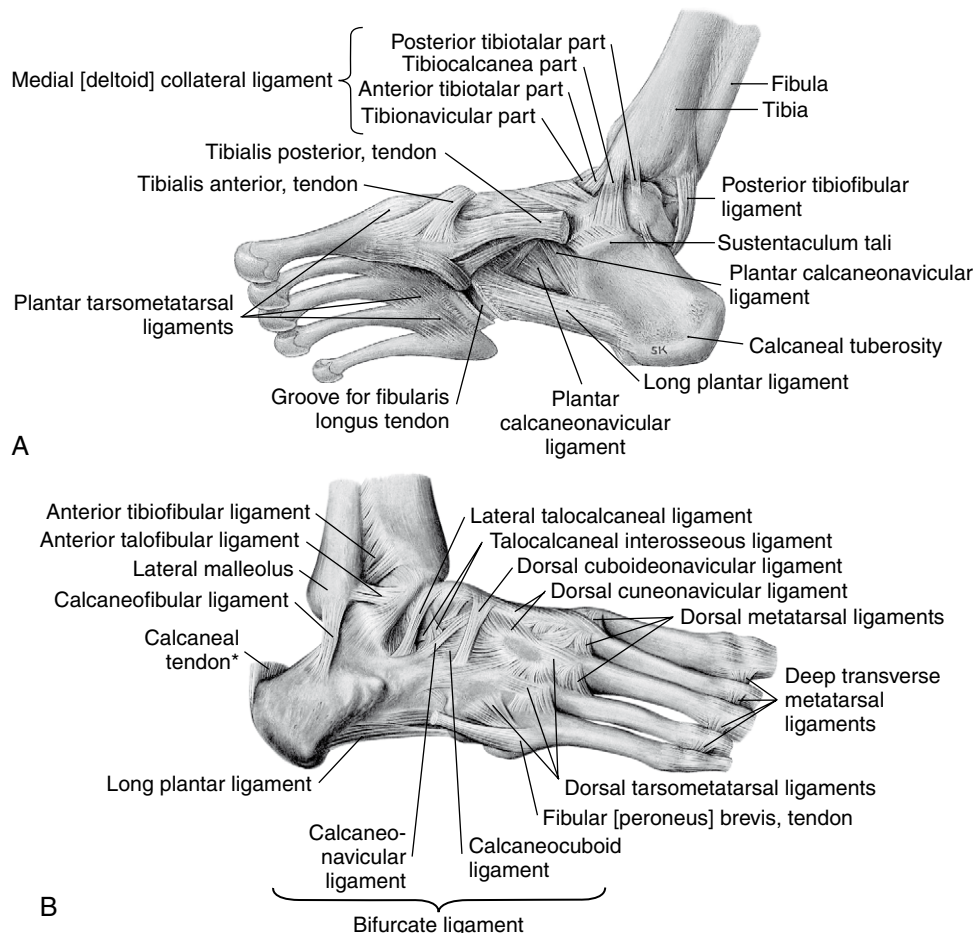 Posterior tibiotalar part
Tibiocalcanea part
Medial [deltoid] collateral ligament
Anterior tibiotalar part
Tibionavicular part
Fibula
Tibia
Tibialis posterior, tendon
Tibialis anterior, tendon
Posterior tibiofibular
ligament
Sustentaculum tali
Plantar calcaneonavicular
ligament
Plantar tarsometatarsal
ligaments
SK
Calcaneal tuberosity
Long plantar ligament
Groove for fibularis
longus tendon
Plantar
calcaneonavicular
ligament
A
Anterior tibiofibular ligament
Anterior talofibular ligament
Lateral malleolus
Calcaneofibular ligament
Calcaneal
tendon*
Lateral talocalcaneal ligament
Talocalcaneal interosseous ligament
Dorsal cuboideonavicular ligament
Dorsal cuneonavicular ligament
Dorsal metatarsal ligaments
Deep transverse
metatarsal
ligaments
Long plantar ligament
Dorsal tarsometatarsal ligaments
Fibular [peroneus] brevis, tendon
Calcaneo-
navicular
ligament
Calcaneocuboid
ligament
B
Bifurcate ligament